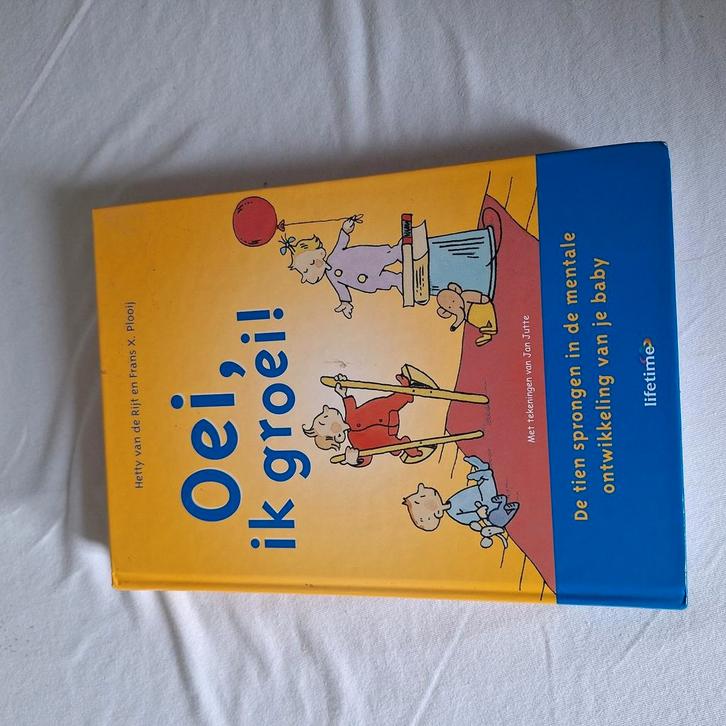 Hetty van de Rijt en Frans X. Plooij
Oei,
ik groei!
Met tekeningen van Jan Jutte
De tien sprongen in de mentale
ontwikkeling van je baby
lifetime